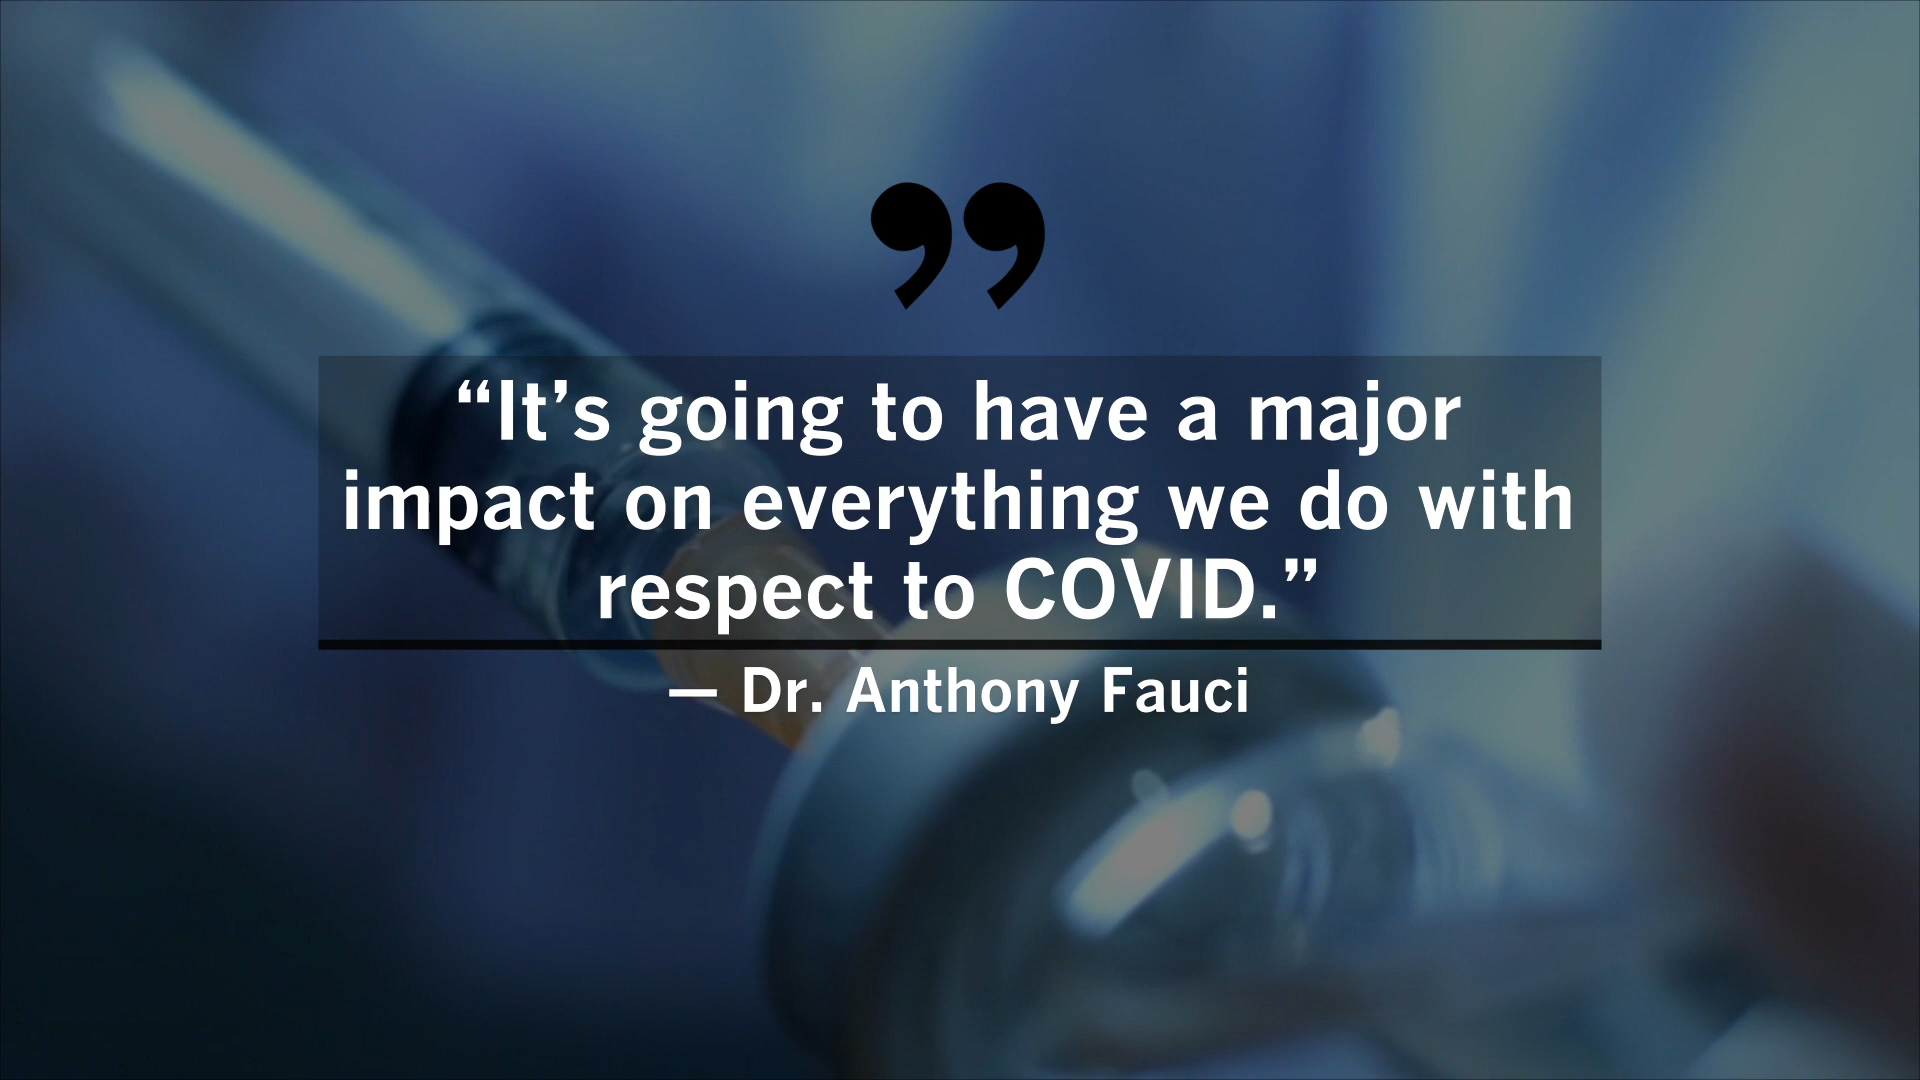 “It’s going to have a major
impact on everything we do with
respect to COVID.”
— Dr. Anthony Fauci